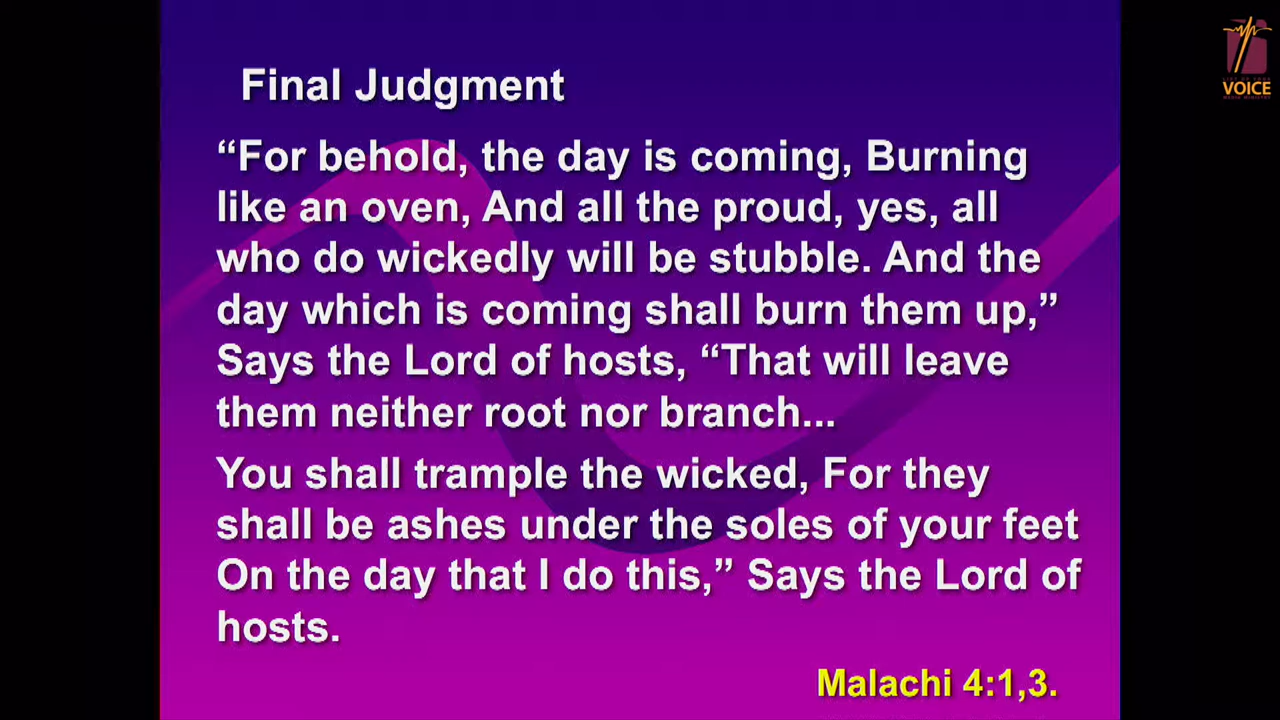 Final Judgment
“For behold, the day is coming, Burning
like an oven, And all the proud, yes, all
who do wickedly will be stubble. And the
day which is coming shall burn them up,”
Says the Lord of hosts, “That will leave
them neither root nor branch...
You shall trample the wicked, For they
shall be ashes under the soles of your feet
On the day that I do this,” Says the Lord of
hosts.
Malachi 4:1,3.
VOICE